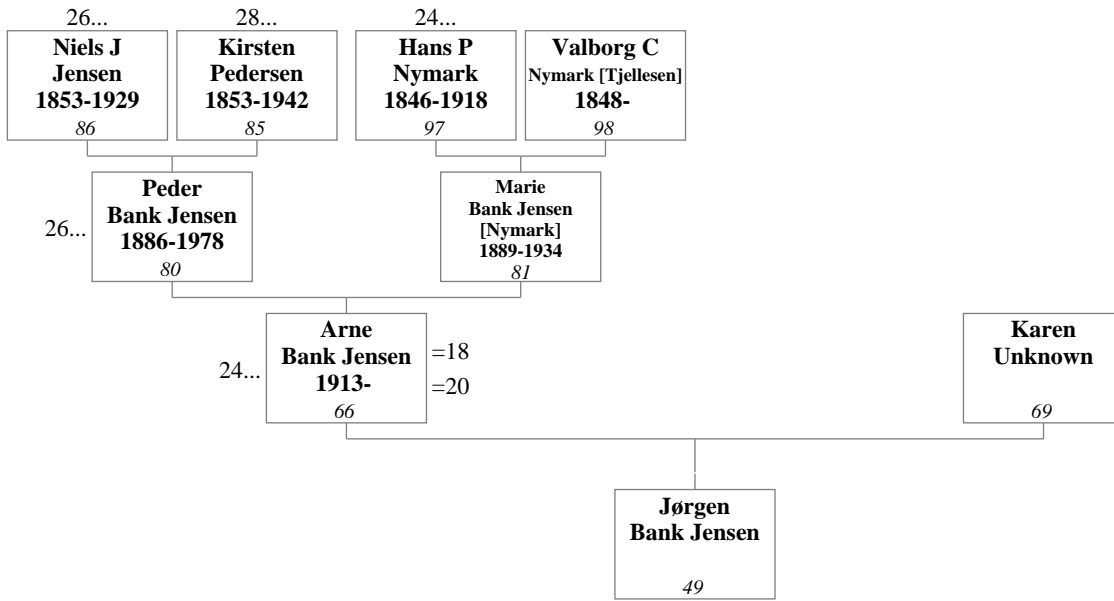 26...
28...
24...
Niels J
Jensen
1853-1929
86
Kirsten
Pedersen
1853-1942
85
Hans P
Nymark
1846-1918
97
Valborg C
Nymark [Tjellesen]
1848-
98
26...
Peder
Bank Jensen
1886-1978
80
Marie
Bank Jensen
[Nymark]
1889-1934
81
24...
Arne
Bank Jensen
1913-
66
=18
=20
Karen
Unknown
69
Jørgen
Bank Jensen
49